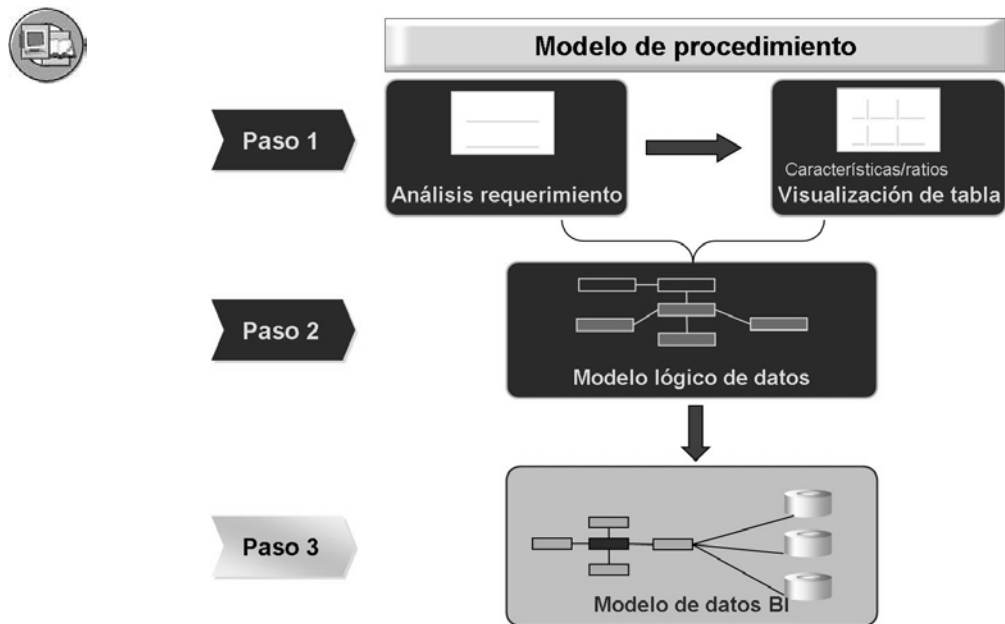 Modelo de procedimiento
Paso 1
Análisis requerimiento
Características/ratios
Visualización de tabla
Paso 2
Modelo lógico de datos
Paso 3
Modelo de datos BI